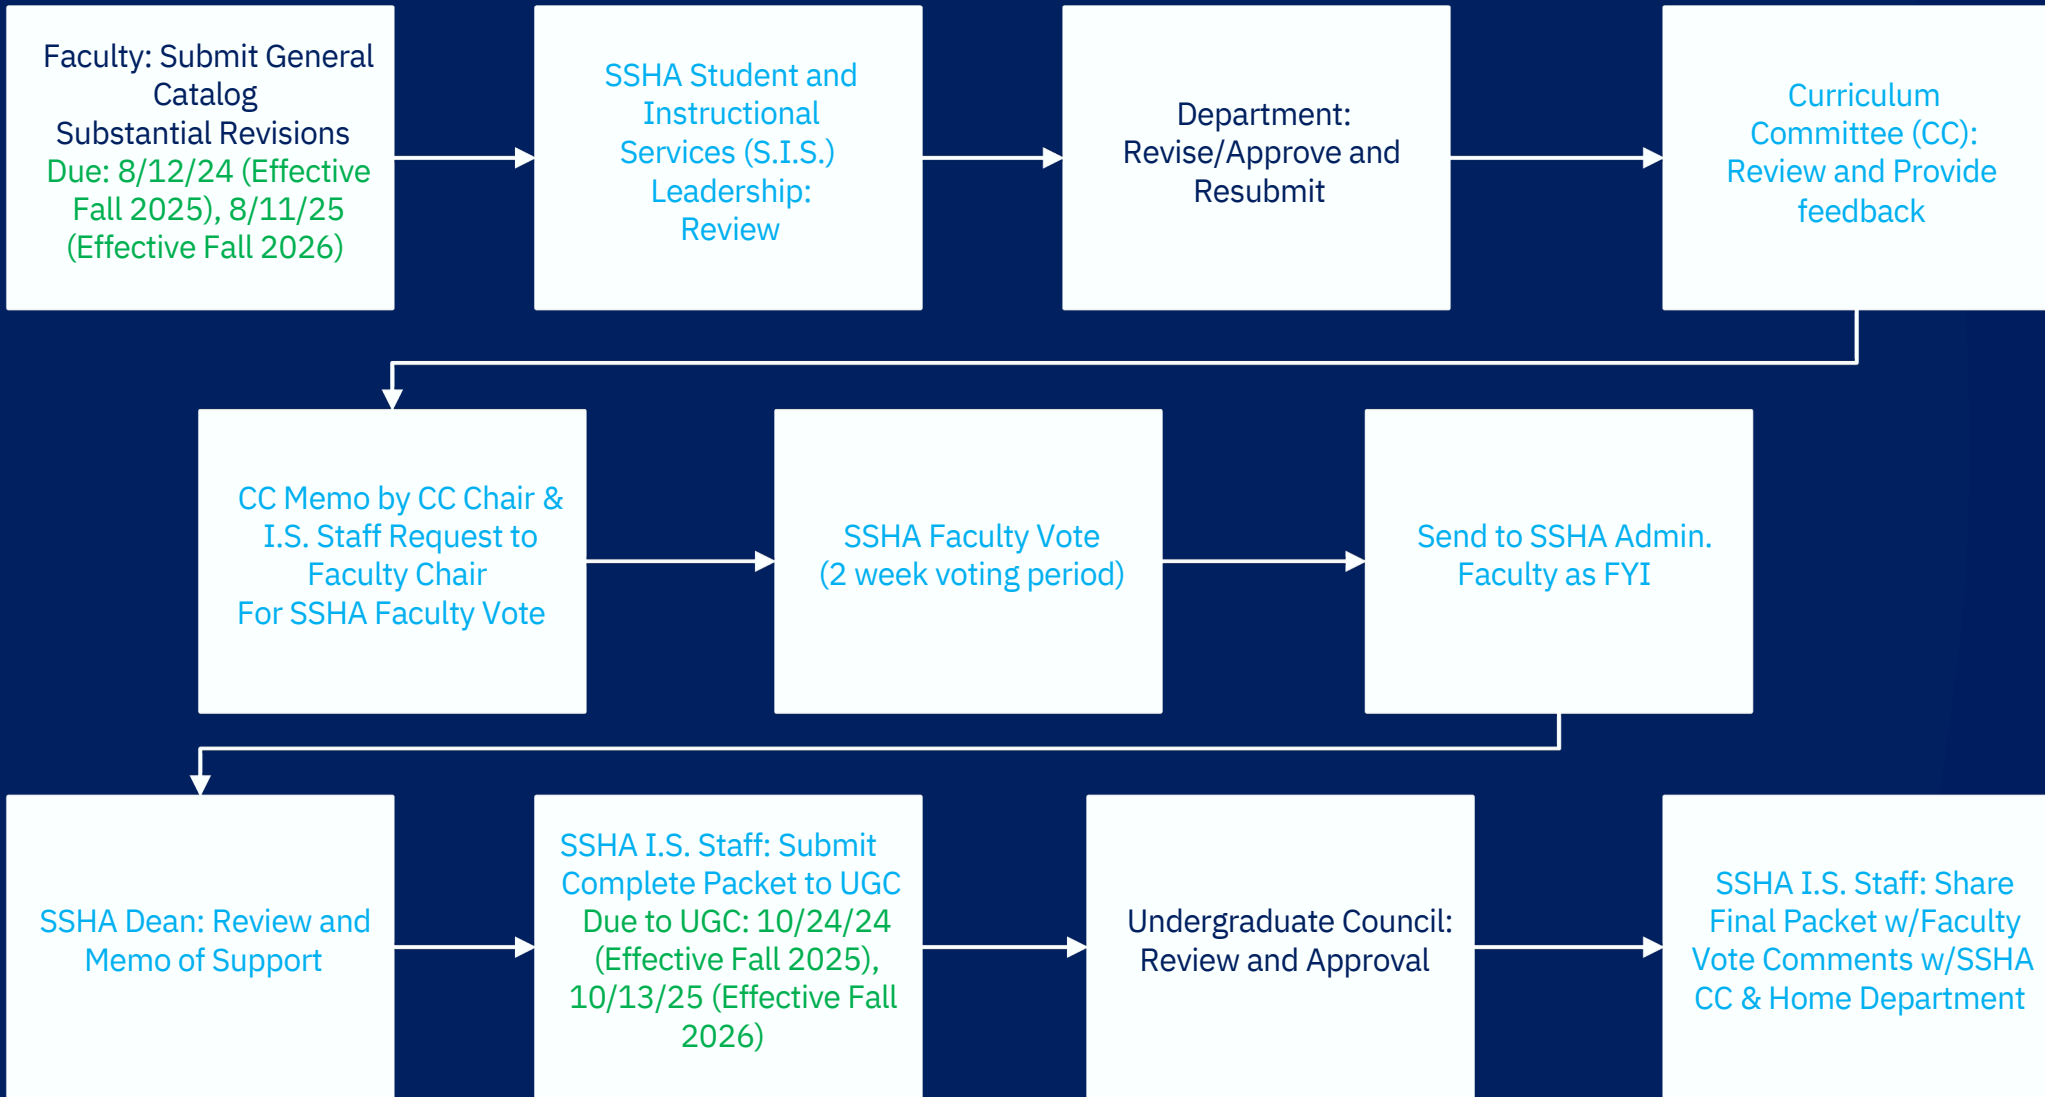 Faculty: Submit General
Catalog
Substantial Revisions
Due: 8/12/24 (Effective
Fall 2025), 8/11/25
(Effective Fall 2026)
SSHA Student and
Instructional
Services (S.I.S.)
Leadership:
Review
Department:
Revise/Approve and
Resubmit
Curriculum
Committee (CC):
Review and Provide
feedback
CC Memo by CC Chair &
I.S. Staff Request to
Faculty Chair
For SSHA Faculty Vote
SSHA Faculty Vote
(2 week voting period)
Send to SSHA Admin.
Faculty as FYI
SSHA Dean: Review and
Memo of Support
SSHA I.S. Staff: Submit
Complete Packet to UGC
Due to UGC: 10/24/24
(Effective Fall 2025),
10/13/25 (Effective Fall
2026)
Undergraduate Council:
Review and Approval
SSHA I.S. Staff: Share
Final Packet w/Faculty
Vote Comments w/SSHA
CC & Home Department